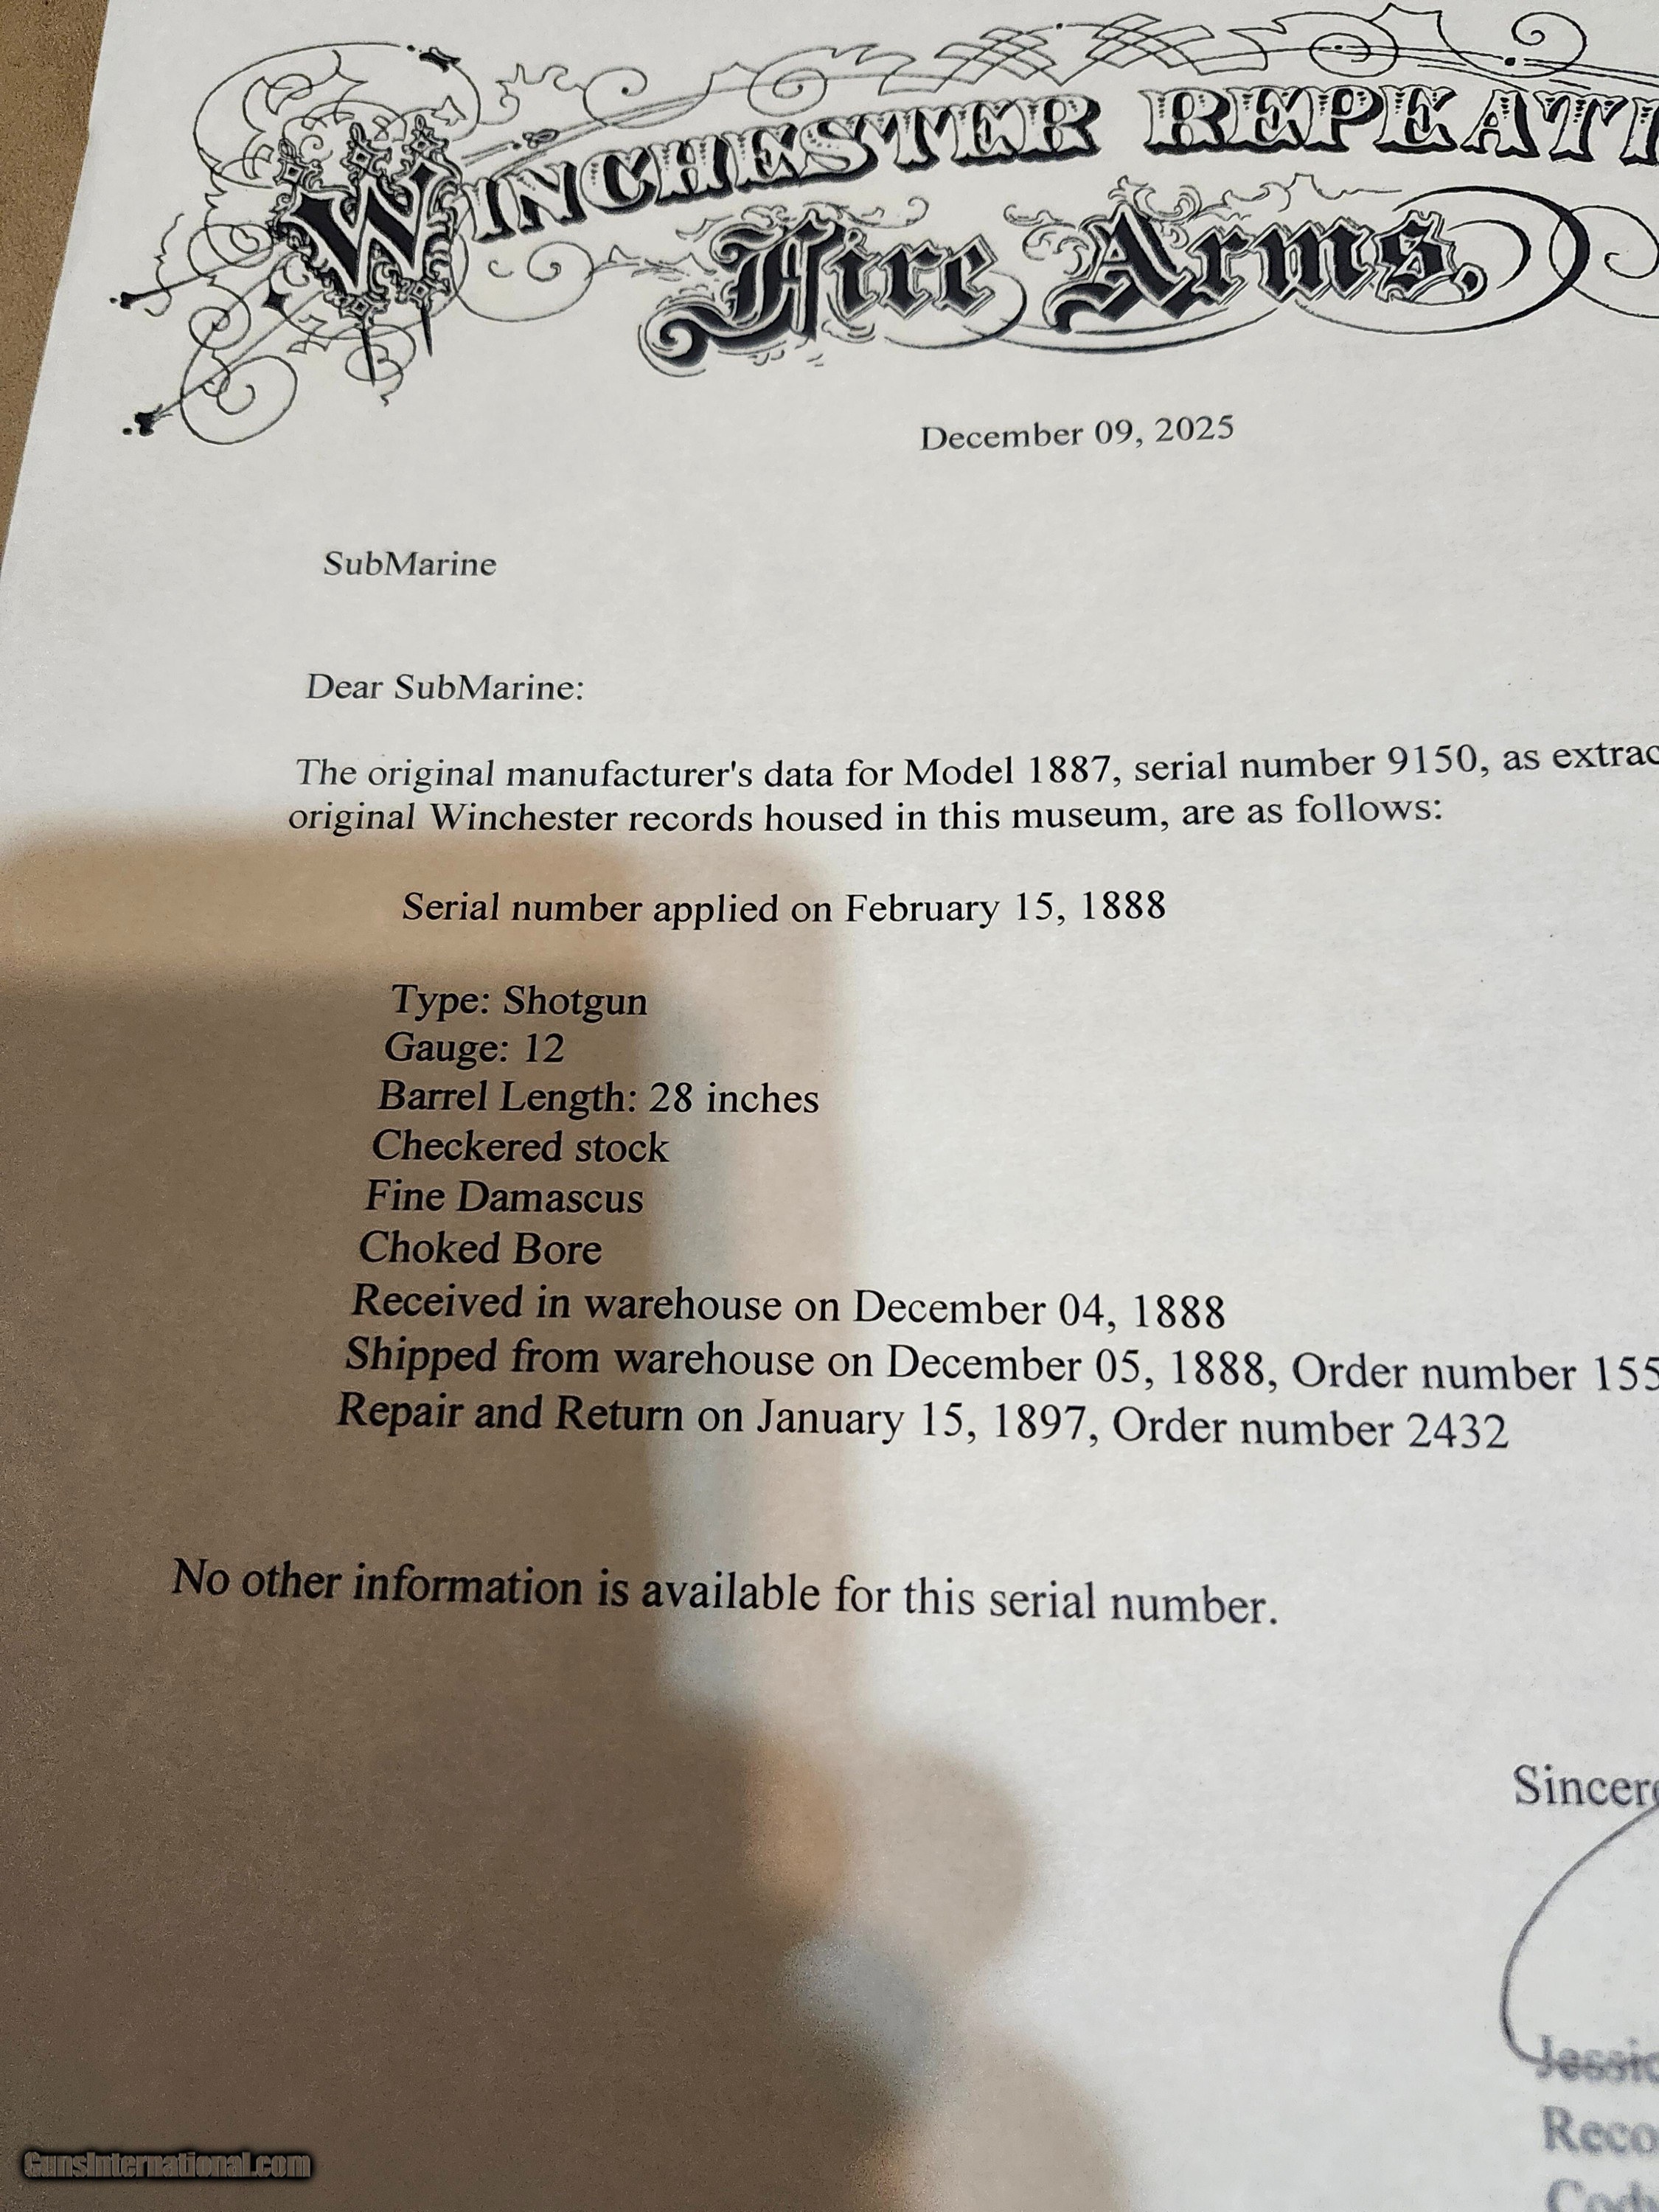 WINCHESTER REPEATI
Fire Arms.
December 09, 2025
SubMarine
Dear SubMarine:
The original manufacturer's data for Model 1887, serial number 9150, as extrac
original Winchester records housed in this museum, are as follows:
Serial number applied on February 15, 1888
Type: Shotgun
Gauge: 12
Barrel Length: 28 inches
Checkered stock
Fine Damascus
Choked Bore
Received in warehouse on December 04, 1888
Shipped from warehouse on December 05, 1888, Order number 155
Repair and Return on January 15, 1897, Order number 2432
No other information is available for this serial number.
Sincere
Jessic
Reco
Cody
GunsInternational.com